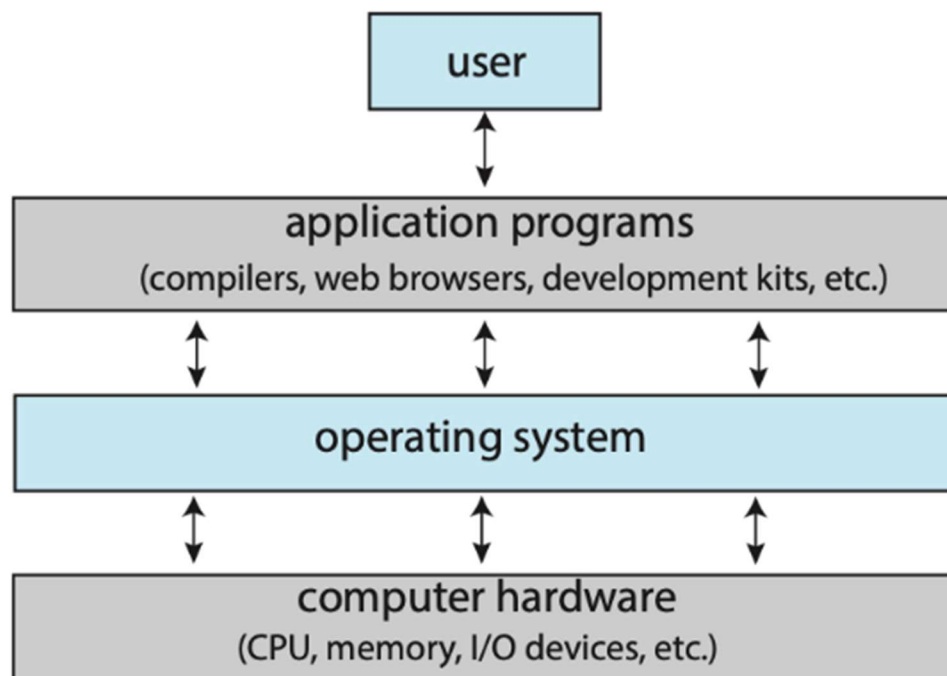 user
application programs
(compilers, web browsers, development kits, etc.)
operating system
computer hardware
(CPU, memory, I/O devices, etc.)